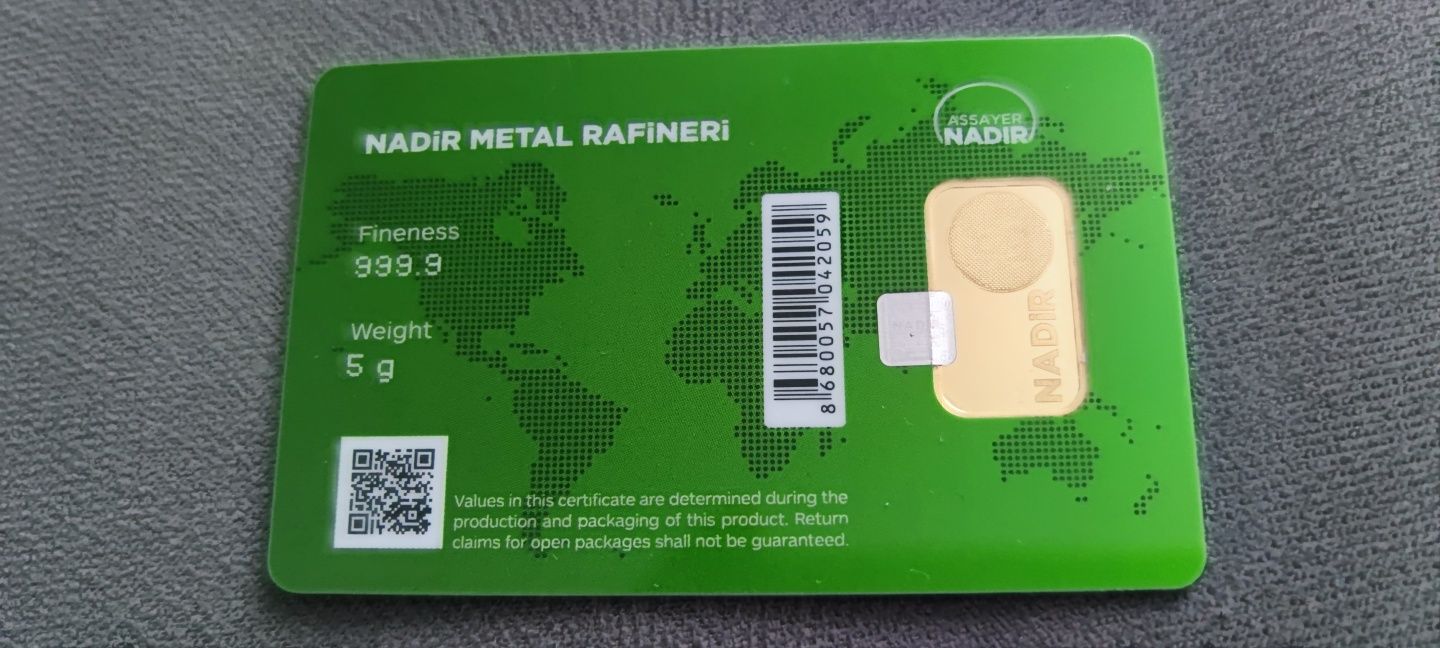 NADiR METAL RAFiNERi
ASSAYER
NADIR
Fineness
999.9
Weight
5 g
8 680057 042059
NADiR
Values in this certificate are determined during the
production and packaging of this product. Return
claims for open packages shall not be guaranteed.